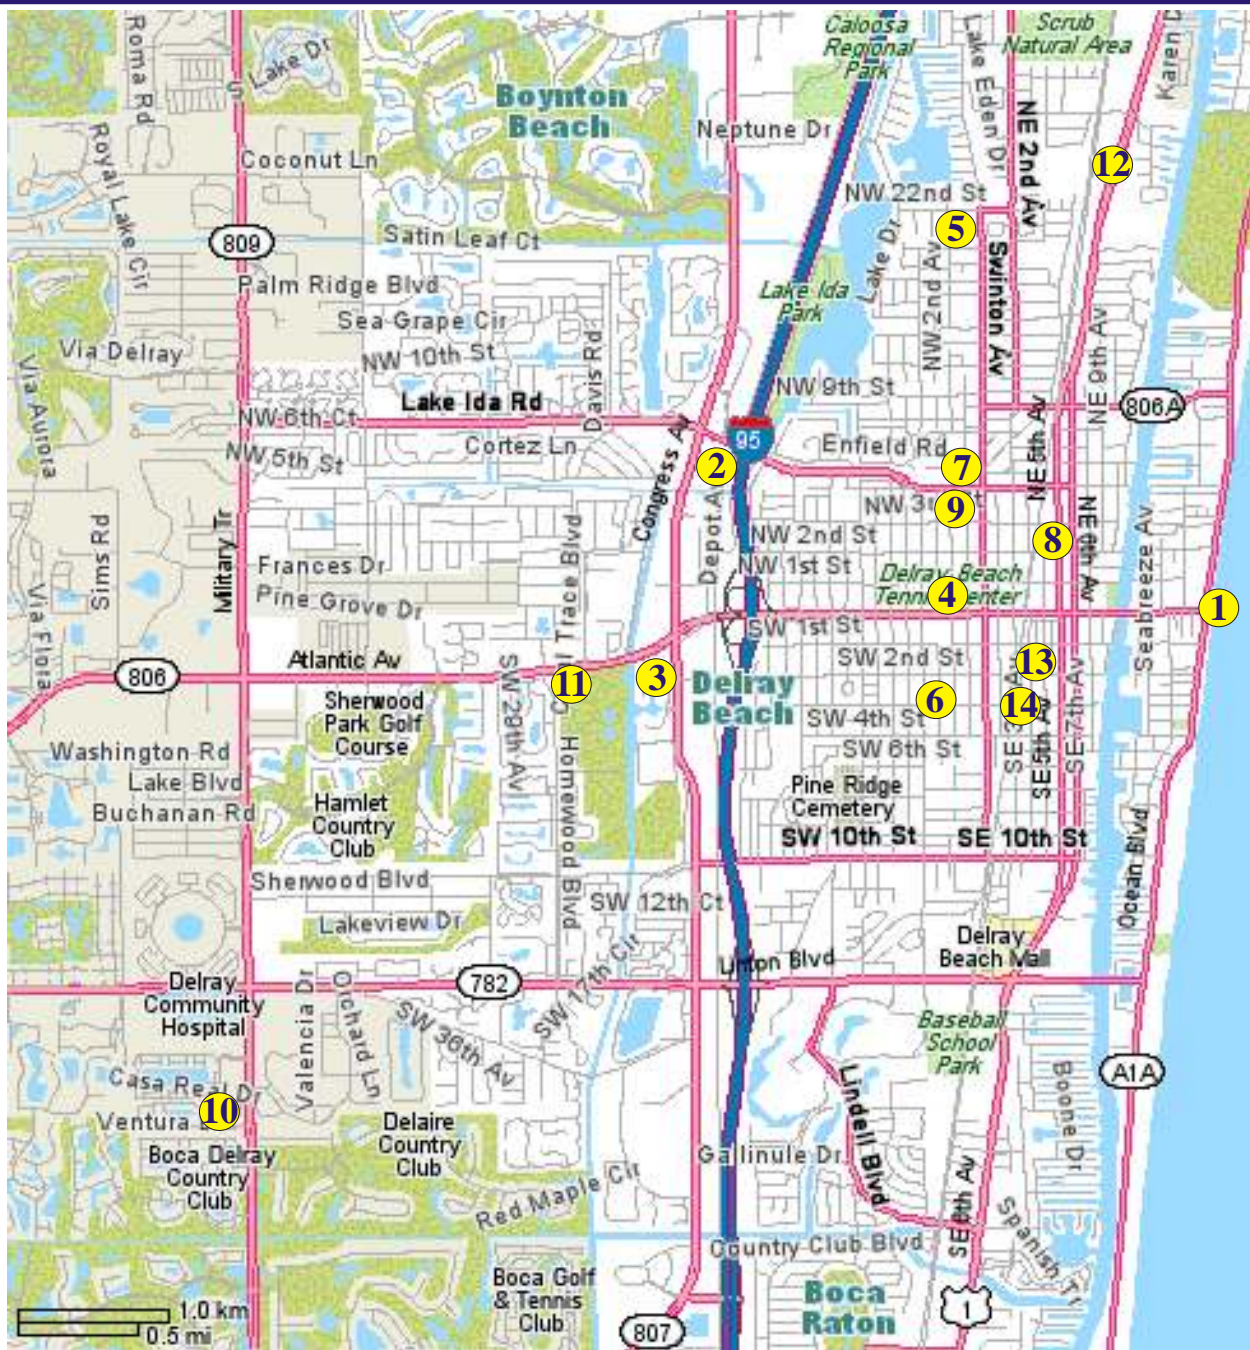 Roma Rd
Lake Dr
Caloosa
Regional
Park
Lake Eden Dr
Scrub
Natural Area
Karen D
Boynton
Beach
Neptune Dr
NE 2nd Av
Royal Lake Cir
Coconut Ln
12
NW 22nd St
5
809
Satin Leaf Ct
Lake Dr
NW 2nd Av
Swinton Av
Palm Ridge Blvd
Lake Ida
Park
Sea Grape Cir
Via Delray
NW 10th St
Davis Rd
NE 9th Av
Via Aurora
NW 9th St
Lake Ida Rd
806A
NW 6th Ct
Congress Av
95
Enfield Rd
NE 5th Av
Cortez Ln
NW 5th St
2
7
Depot A
9
NW 3
Military Tr
Sims Rd
NW 2nd St
8
NE 6th Av
Seabreeze Av
Frances Dr
NW 1st St
Delray Beach
Tennis Center
4
Pine Grove Dr
l Trace Blvd
1
SW 1st St
Via Flora
Atlantic Av
SW 2nd St
13
806
11
3
Delray
Beach
6
14
SE 3 Av
SE 5th Av
SE 7th Av
Sherwood
Park Golf
Course
SW 29th Av
SW 4th St
Washington Rd
SW 6th St
Lake Blvd
Homewood Blvd
Pine Ridge
Cemetery
Buchanan Rd
Hamlet
Country
Club
SW 10th St
SE 10th St
Ocean Blvd
Sherwood Blvd
SW 12th Ct
Lakeview Dr
Delray
Beach Mall
SW 17th Cir
Linton Blvd
782
Delray
Community
Hospital
Valencia Dr
Orchard Ln
SW 36th Av
Baseball
School
Park
Casa Real Dr
A1A
Boone Dr
Lindell Blvd
10
Ventura
Delaire
Country
Club
Boca Delray
Country
Club
Gallinule Dr
Red Maple Cir
SE 6th Av
Spanish Tr
Country Club Blvd
Boca Golf
& Tennis
Club
Boca
Raton
1
1.0 km
0.5 mi
807